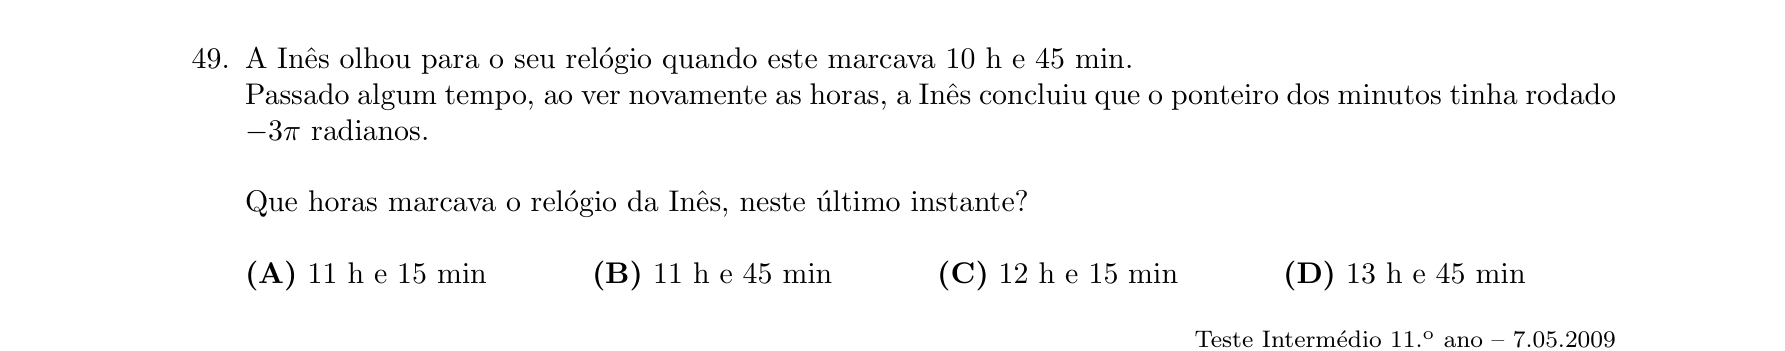 49. A Inês olhou para o seu relógio quando este marcava 10 h e 45 min.
Passado algum tempo, ao ver novamente as horas, a Inês concluiu que o ponteiro dos minutos tinha rodado
−3π radianos.
Que horas marcava o relógio da Inês, neste último instante?
(A) 11 h e 15 min (B) 11 h e 45 min (C) 12 h e 15 min (D) 13 h e 45 min
Teste Intermédio 11.º ano – 7.05.2009